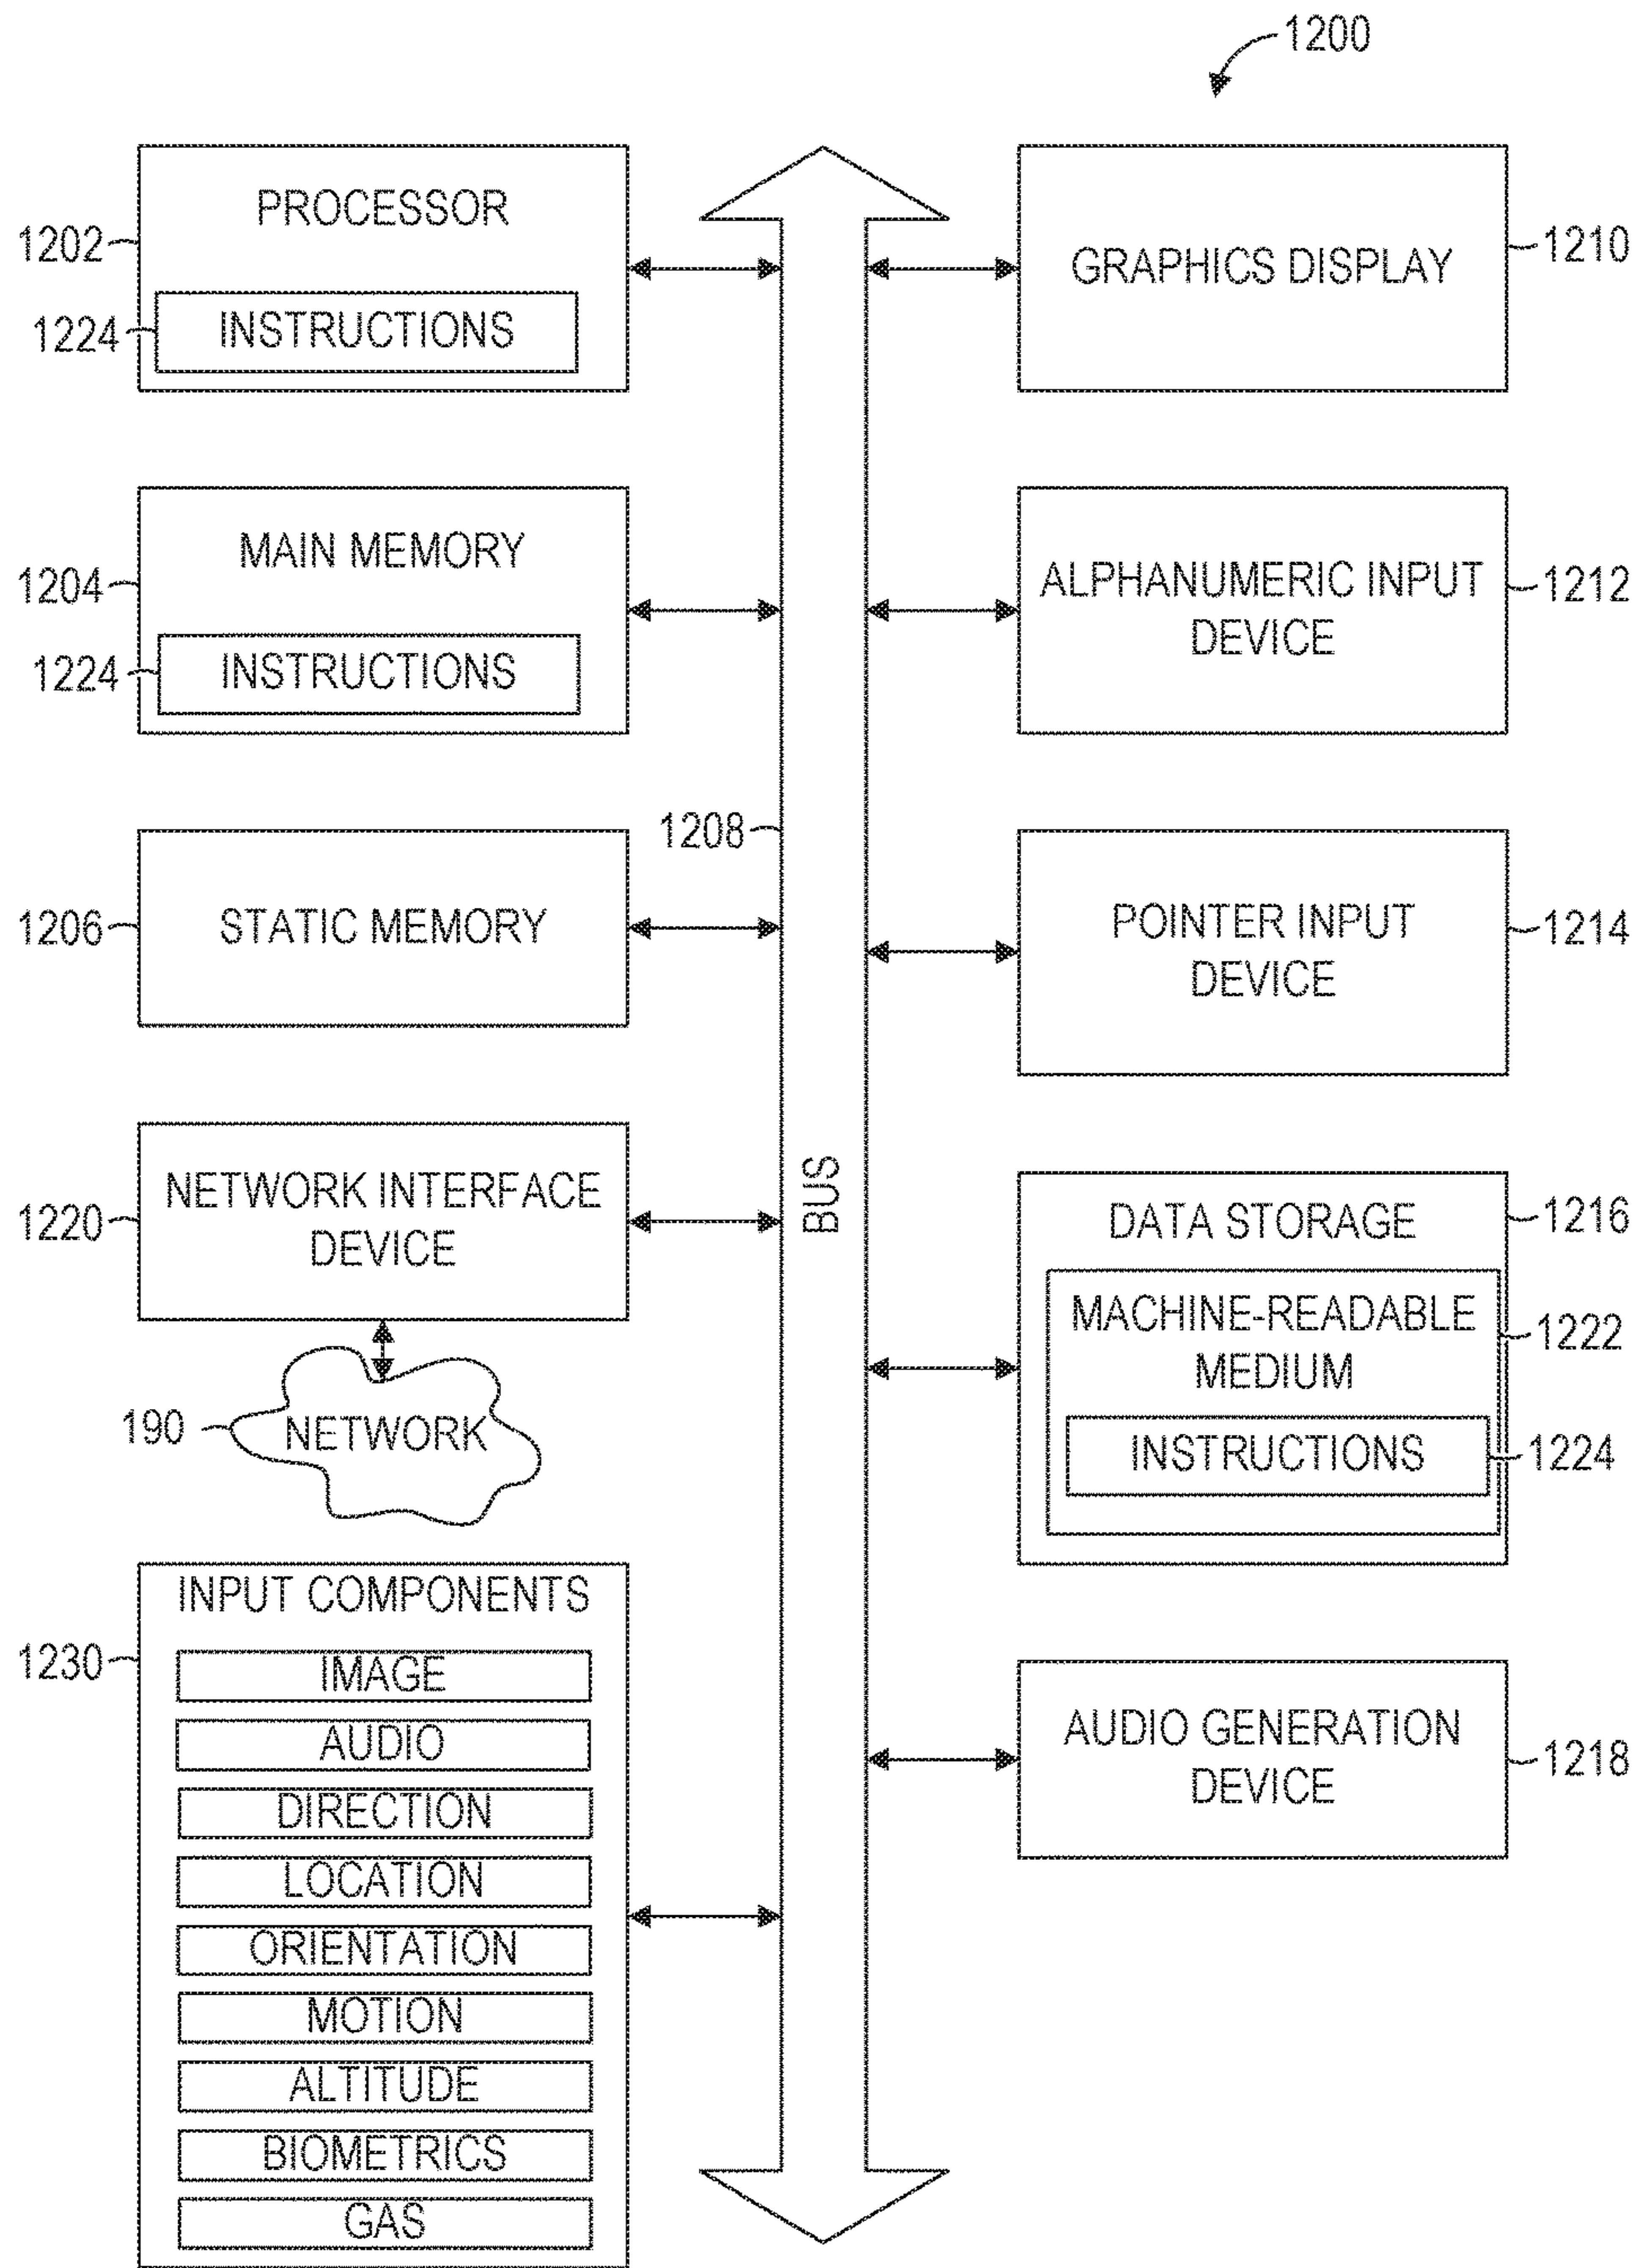 1200
PROCESSOR
1202
1224
INSTRUCTIONS
MAIN MEMORY
1204
1224
INSTRUCTIONS
1208
1206
STATIC MEMORY
NETWORK INTERFACE
DEVICE
1220
190
NETWORK
INPUT COMPONENTS
1230
IMAGE
AUDIO
DIRECTION
LOCATION
ORIENTATION
MOTION
ALTITUDE
BIOMETRICS
GAS
BUS
GRAPHICS DISPLAY
1210
ALPHANUMERIC INPUT
DEVICE
1212
POINTER INPUT
DEVICE
1214
DATA STORAGE
1216
MACHINE-READABLE
MEDIUM
1222
INSTRUCTIONS
1224
AUDIO GENERATION
DEVICE
1218